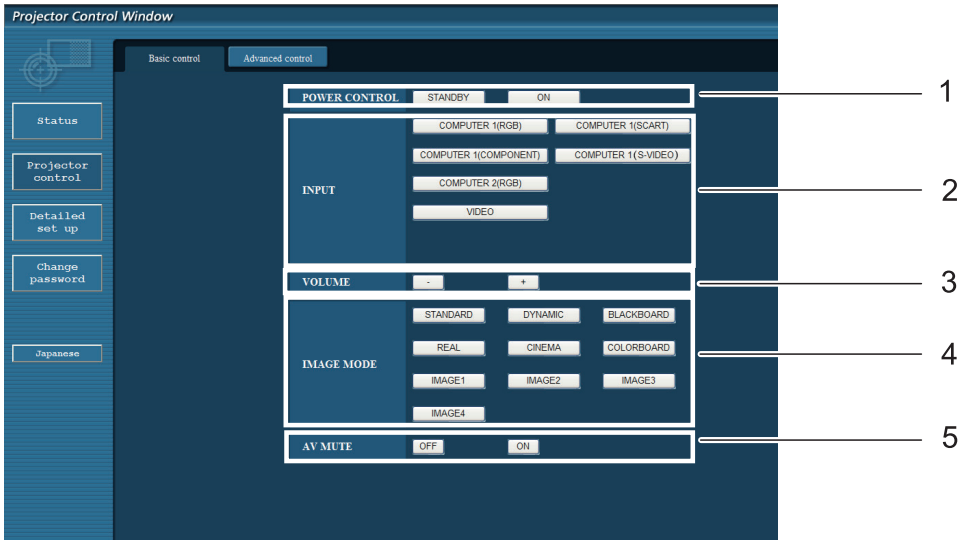 Projector Control Window
Basic control Advanced control
POWER CONTROL STANDBY ON 1
Status
COMPUTER 1(RGB) COMPUTER 1(SCART)
COMPUTER 1(COMPONENT) COMPUTER 1(S-VIDEO)
Projector
control
INPUT COMPUTER 2(RGB) 2
VIDEO
Detailed
set up
Change
password
VOLUME - + 3
STANDARD DYNAMIC BLACKBOARD
REAL CINEMA COLORBOARD 4
Japanese
IMAGE MODE
IMAGE1 IMAGE2 IMAGE3
IMAGE4
AV MUTE OFF ON 5